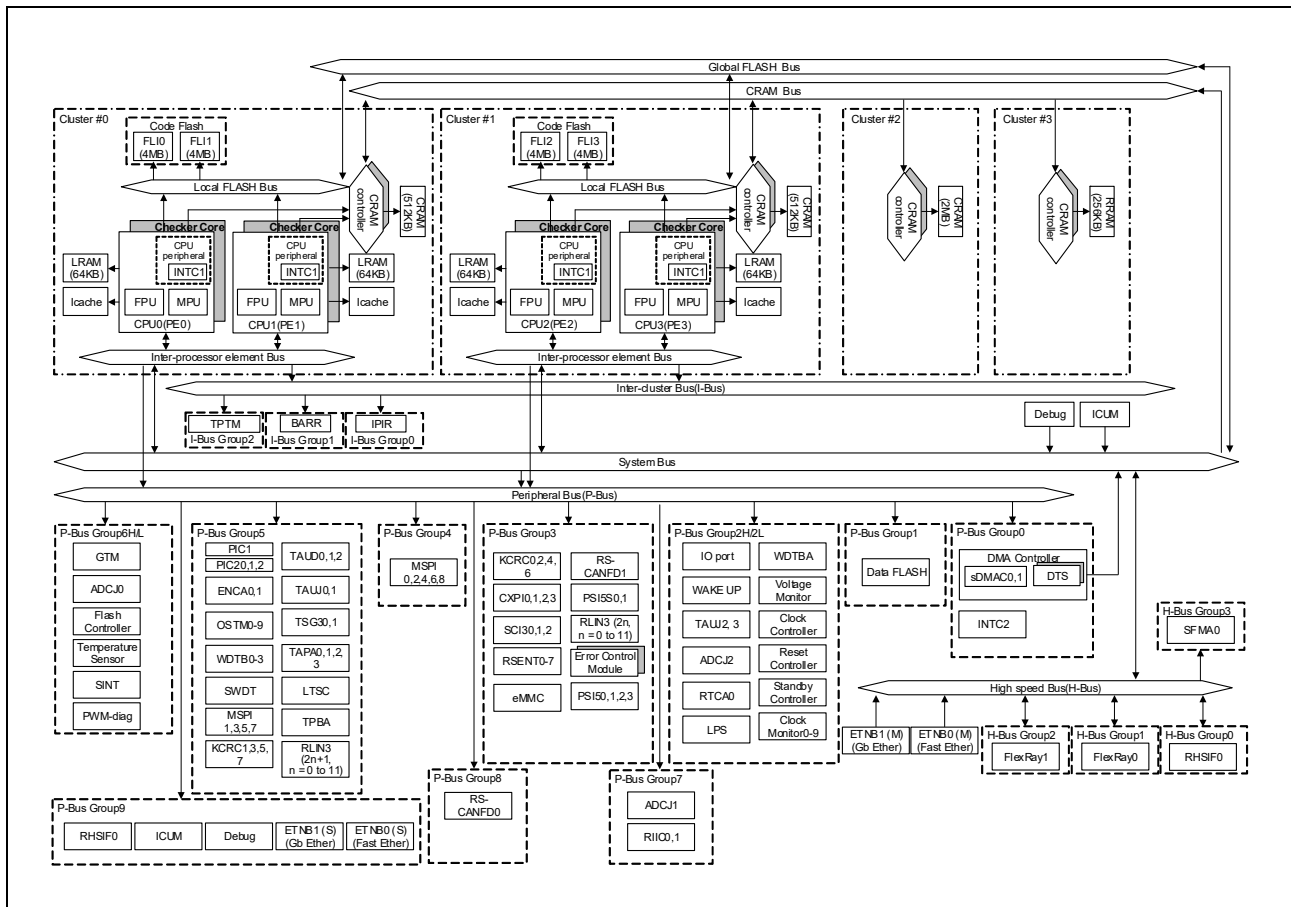 Global FLASH Bus
CRAM Bus
Cluster #0
Code Flash
FLI0
(4MB)
FLI1
(4MB)
Local FLASH Bus
CRAM
controller
CRAM
(512KB)
Checker Core
CPU
peripheral
INTC1
FPU
MPU
CPU0(PE0)
Checker Core
CPU
peripheral
INTC1
FPU
MPU
CPU1(PE1)
LRAM
(64KB)
Icache
LRAM
(64KB)
Icache
Inter-processor element Bus
Cluster #1
Code Flash
FLI2
(4MB)
FLI3
(4MB)
Local FLASH Bus
CRAM
controller
CRAM
(512KB)
Checker Core
CPU
peripheral
INTC1
FPU
MPU
CPU2(PE2)
Checker Core
CPU
peripheral
INTC1
FPU
MPU
CPU3(PE3)
LRAM
(64KB)
Icache
LRAM
(64KB)
Icache
Inter-processor element Bus
Cluster #2
CRAM
controller
CRAM
(2MB)
Cluster #3
CRAM
controller
RRAM
(256KB)
Inter-cluster Bus(I-Bus)
TPTM
I-Bus Group2
BARR
I-Bus Group1
IPIR
I-Bus Group0
Debug
ICUM
System Bus
Peripheral Bus(P-Bus)
P-Bus Group6H/L
GTM
ADCJ0
Flash
Controller
Temperature
Sensor
SINT
PWM-diag
P-Bus Group5
PIC1
PIC20,1,2
ENCA0,1
OSTM0-9
WDTB0-3
SWDT
MSPI
1,3,5,7
KCRC1,3,5,
7
TAUD0,1,2
TAUJ0,1
TSG30,1
TAPA0,1,2,
3
LTSC
TPBA
RLIN3
(2n+1,
n = 0 to 11)
P-Bus Group4
MSPI
0,2,4,6,8
P-Bus Group3
KCRC0,2,4,
6
CXPI0,1,2,3
SCI30,1,2
RSENT0-7
eMMC
RS-
CANFD1
PSI5S0,1
RLIN3 (2n,
n = 0 to 11)
Error Control
Module
PSI50,1,2,3
P-Bus Group2H/2L
IO port
WAKE UP
TAUJ2, 3
ADCJ2
RTCA0
LPS
WDTBA
Voltage
Monitor
Clock
Controller
Reset
Controller
Standby
Controller
Clock
Monitor0-9
P-Bus Group1
Data FLASH
P-Bus Group0
DMA Controller
sDMAC0,1
DTS
INTC2
H-Bus Group3
SFMA0
High speed Bus(H-Bus)
ETNB1 (M)
(Gb Ether)
ETNB0 (M)
(Fast Ether)
H-Bus Group2
FlexRay1
H-Bus Group1
FlexRay0
H-Bus Group0
RHSIF0
P-Bus Group9
RHSIF0
ICUM
Debug
ETNB1 (S)
(Gb Ether)
ETNB0 (S)
(Fast Ether)
P-Bus Group8
RS-
CANFD0
P-Bus Group7
ADCJ1
RIIC0,1